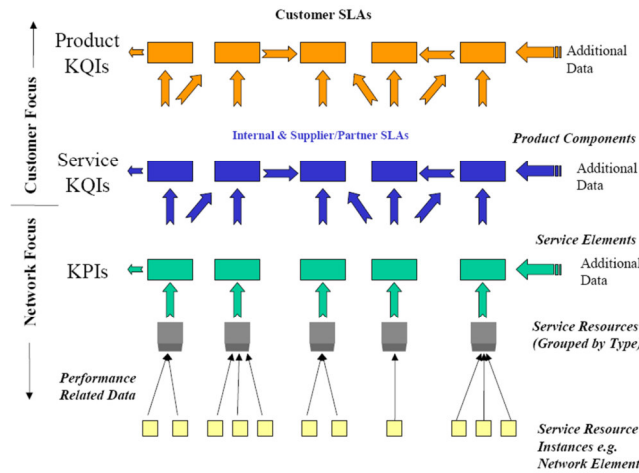 Customer SLAs
Product
KQIs
Additional
Data
Customer Focus
Internal & Supplier/Partner SLAs
Product Components
Service
KQIs
Additional
Data
Service Elements
Network Focus
KPIs
Additional
Data
Service Resources
(Grouped by Type)
Performance
Related Data
Service Resource
Instances e.g.
Network Element